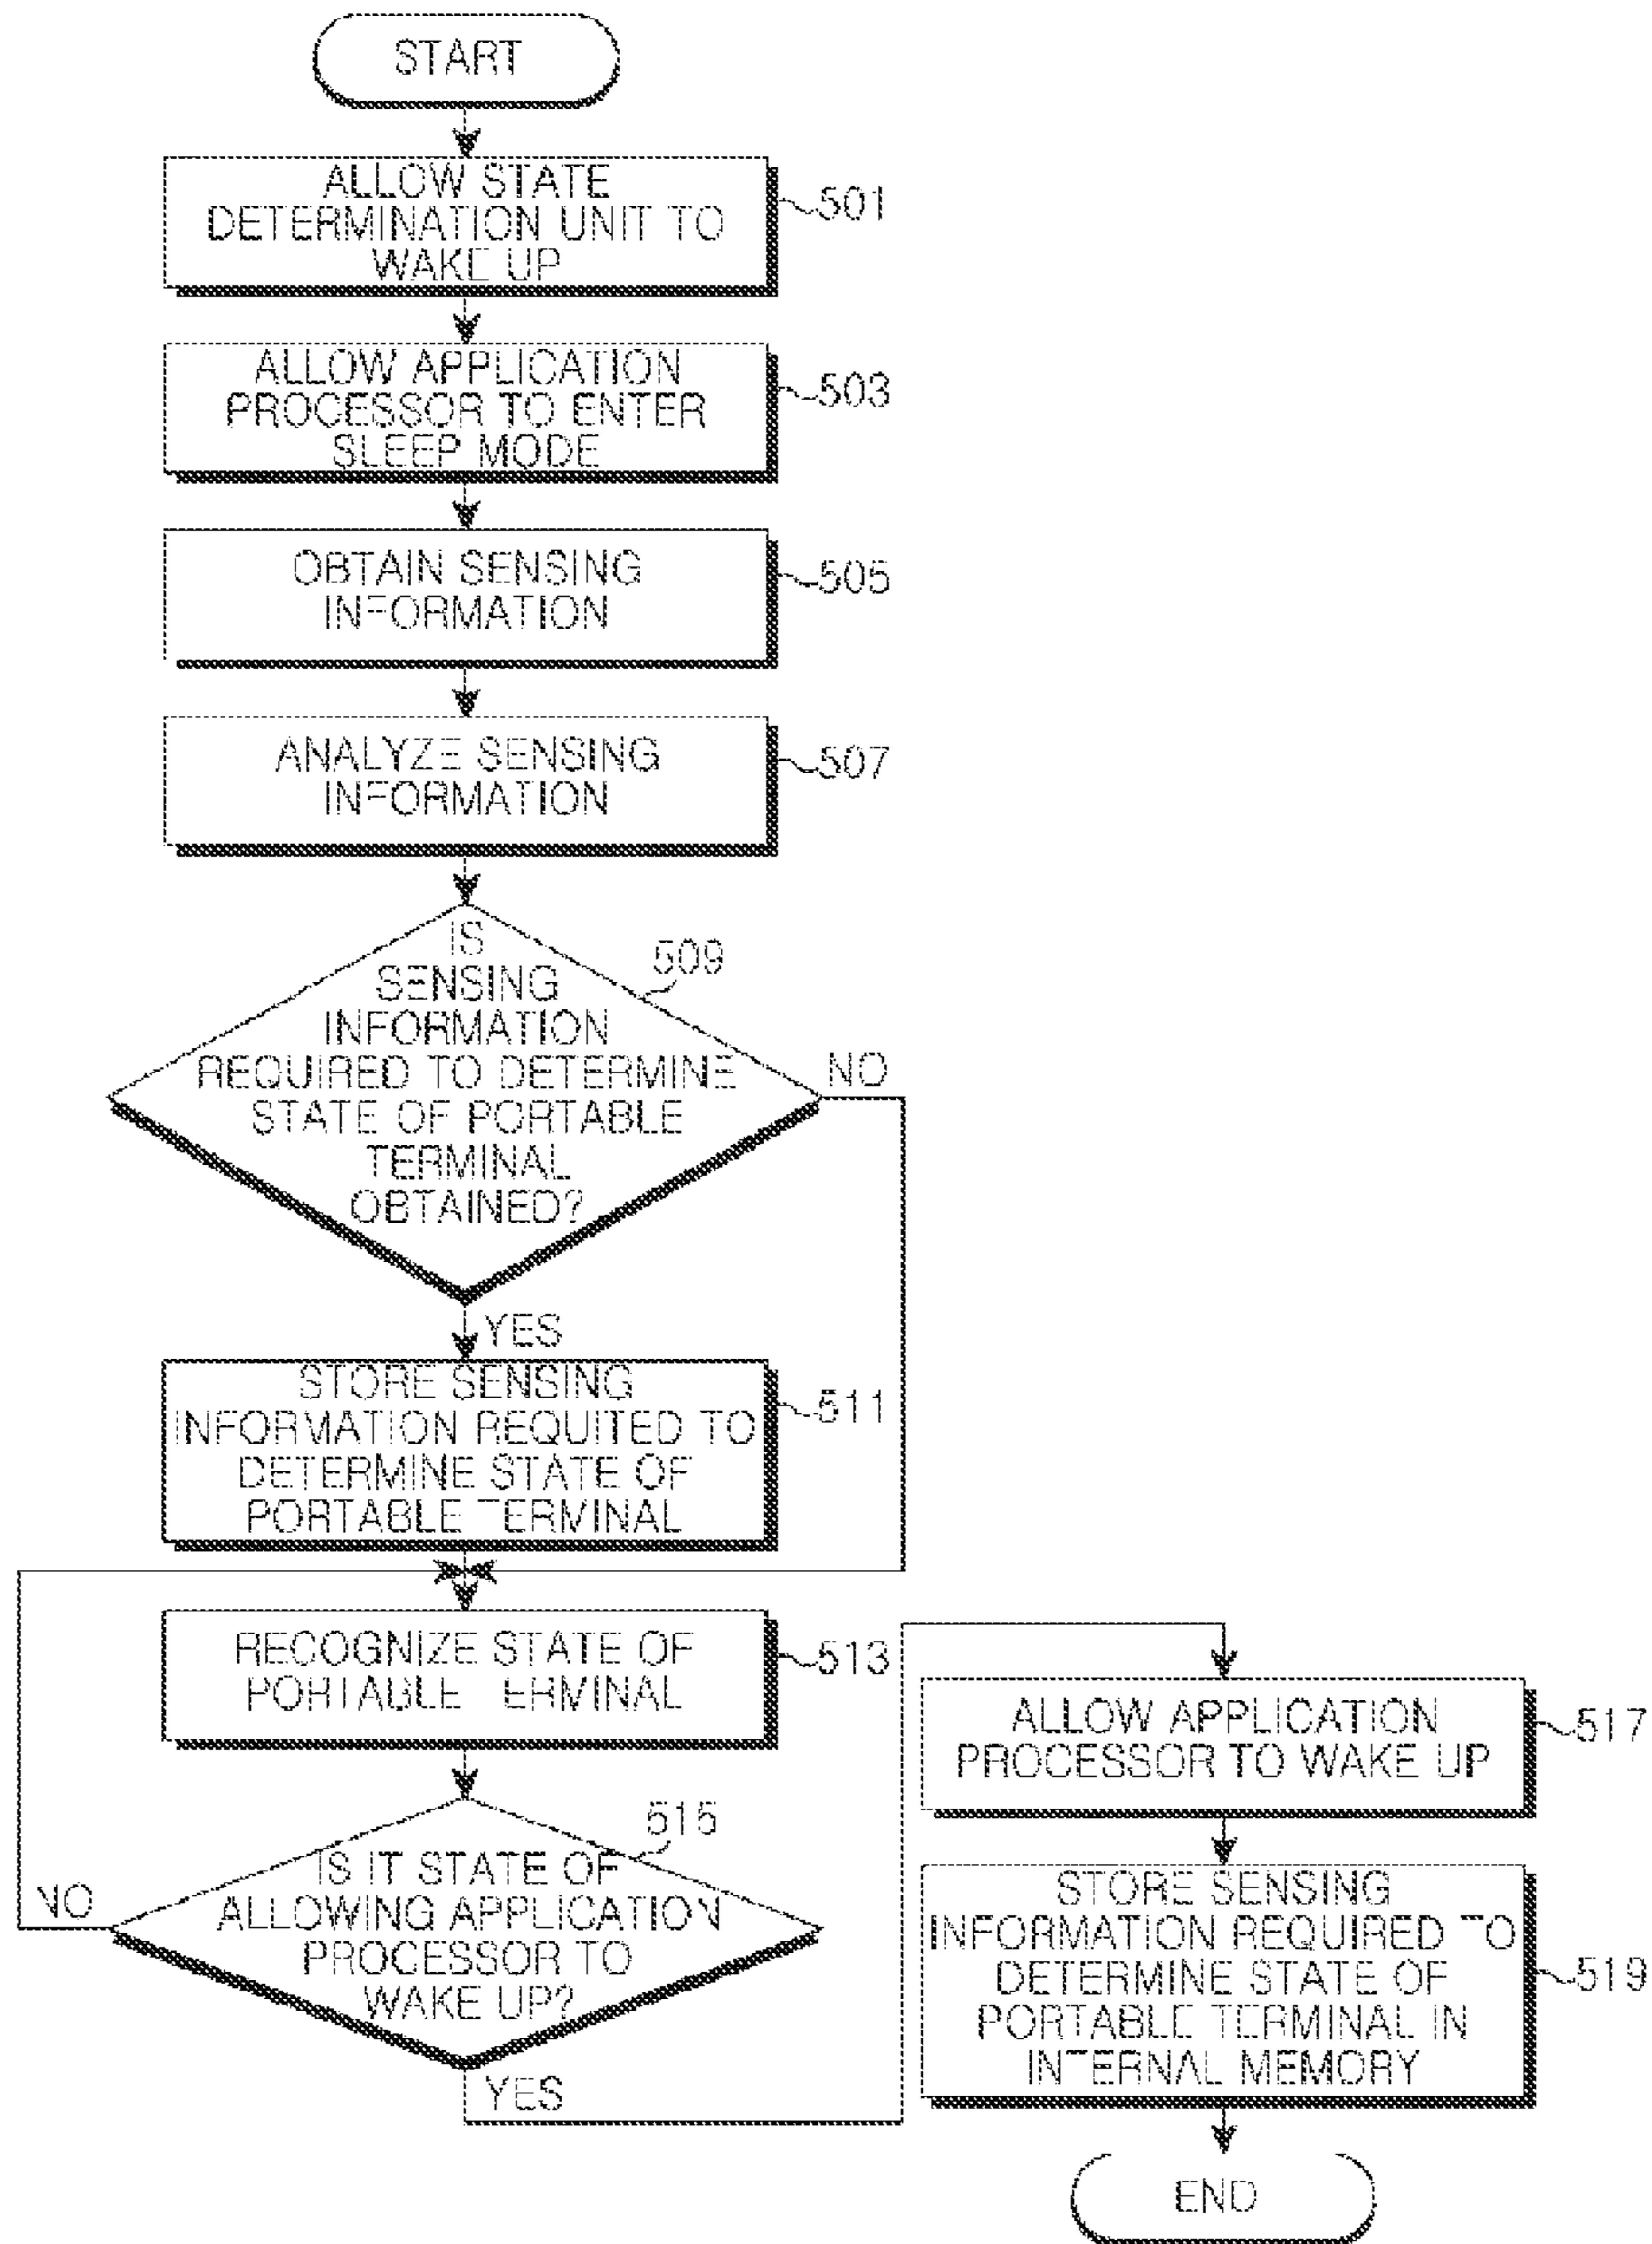 START
ALLOW STATE
DETERMINATION UNIT TO
WAKE UP
501
ALLOW APPLICATION
PROCESSOR TO ENTER
SLEEP MODE
503
OBTAIN SENSING
INFORMATION
505
ANALYZE SENSING
INFORMATION
507
IS
SENSING
INFORMATION
REQUIRED TO DETERMINE
STATE OF PORTABLE
TERMINAL
OBTAINED?
509
NO
YES
STORE SENSING
INFORMATION REQUITED TO
DETERMINE STATE OF
PORTABLE TERMINAL
511
RECOGNIZE STATE OF
PORTABLE TERMINAL
513
IS IT STATE OF
ALLOWING APPLICATION
PROCESSOR TO
WAKE UP?
515
NO
YES
ALLOW APPLICATION
PROCESSOR TO WAKE UP
517
STORE SENSING
INFORMATION REQUIRED TO
DETERMINE STATE OF
PORTABLE TERMINAL IN
INTERNAL MEMORY
519
END